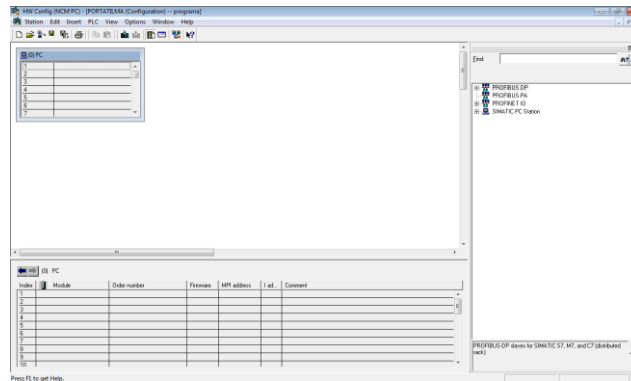 HW Config (NCM PC) - [PORTATILMA (Configuration) -- programa]
Station Edit Insert PLC View Options Window Help
(0) PC
1
2
3
4
5
6
7
Find
PROFIBUS DP
PROFIBUS-PA
PROFINET IO
SIMATIC PC Station
(0) PC
Index Module Order number Firmware MPI address I ad... Comment
1
2
3
4
5
6
7
8
9
10
PROFIBUS-DP slaves for SIMATIC S7, M7, and C7 (distributed
rack)
Press F1 to get Help.